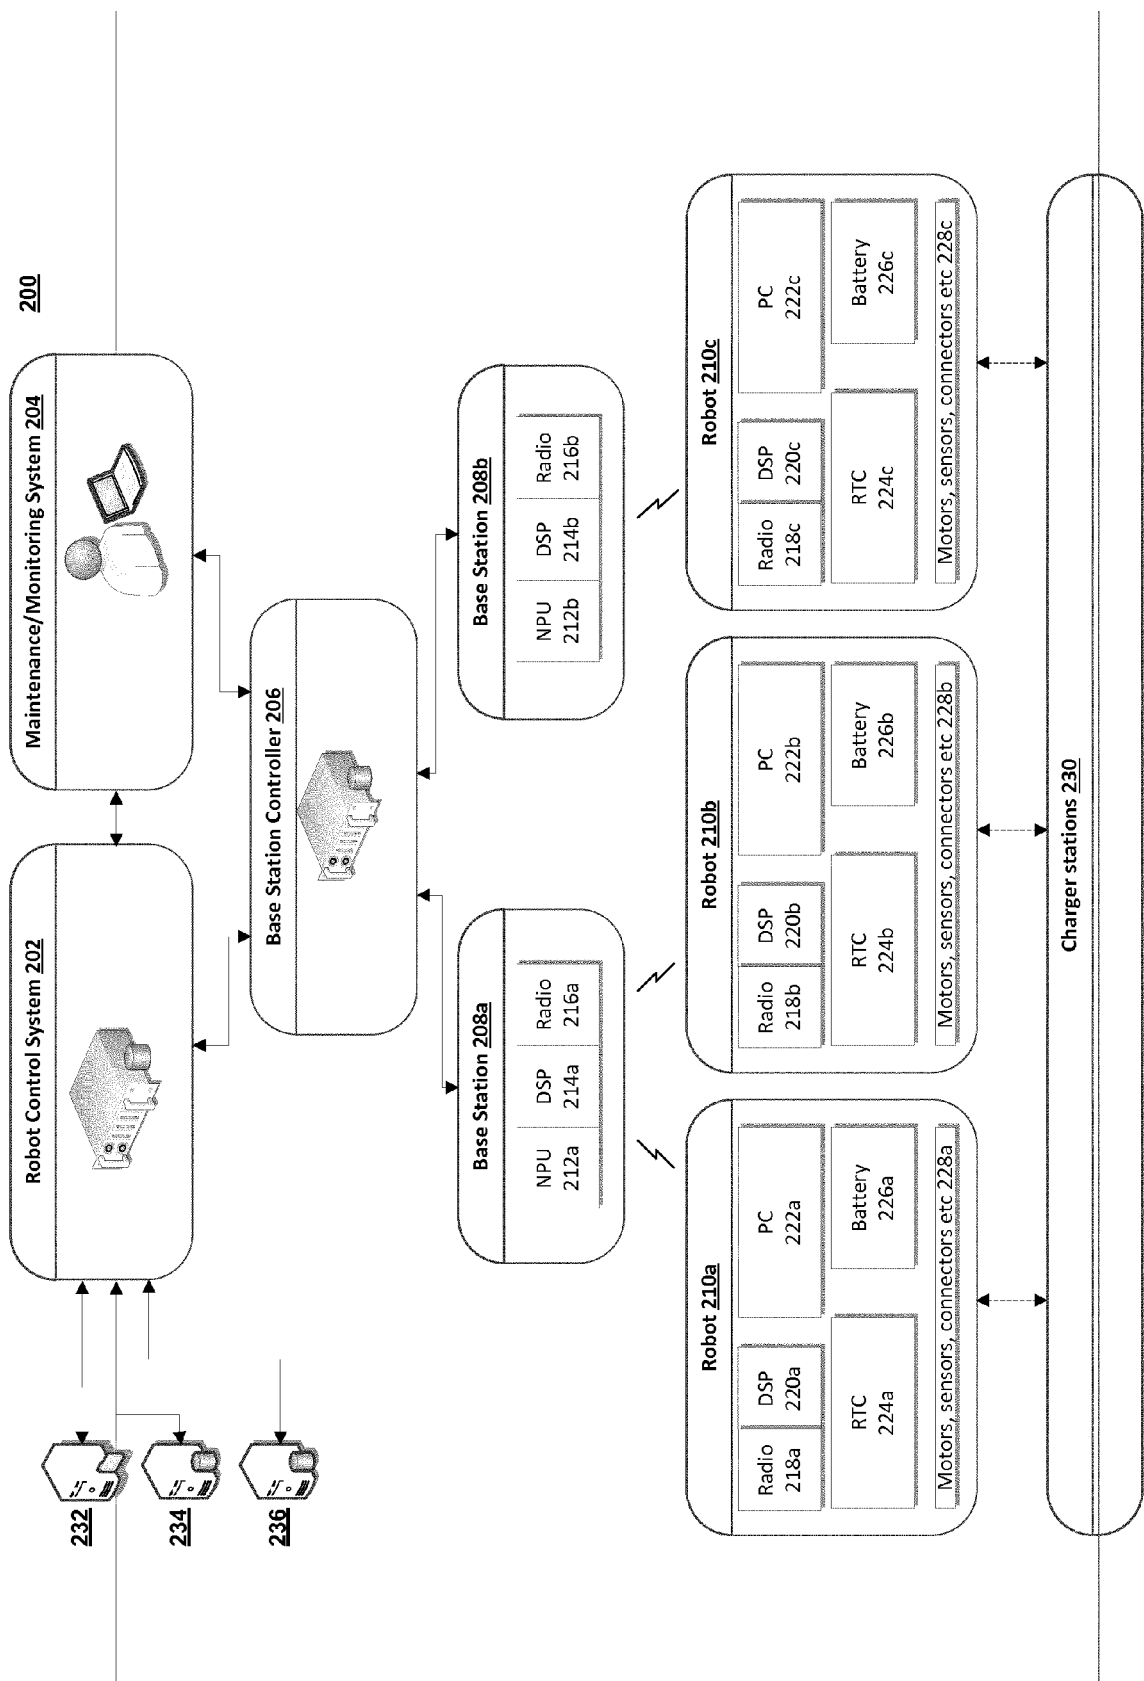 200
Robot Control System 202
Maintenance/Monitoring System 204
232
234
236
Base Station Controller 206
Base Station 208a
NPU
212a
DSP
214a
Radio
216a
Base Station 208b
NPU
212b
DSP
214b
Radio
216b
Robot 210a
Radio
218a
DSP
220a
PC
222a
RTC
224a
Battery
226a
Motors, sensors, connectors etc 228a
Robot 210b
Radio
218b
DSP
220b
PC
222b
RTC
224b
Battery
226b
Motors, sensors, connectors etc 228b
Robot 210c
Radio
218c
DSP
220c
PC
222c
RTC
224c
Battery
226c
Motors, sensors, connectors etc 228c
Charger stations 230